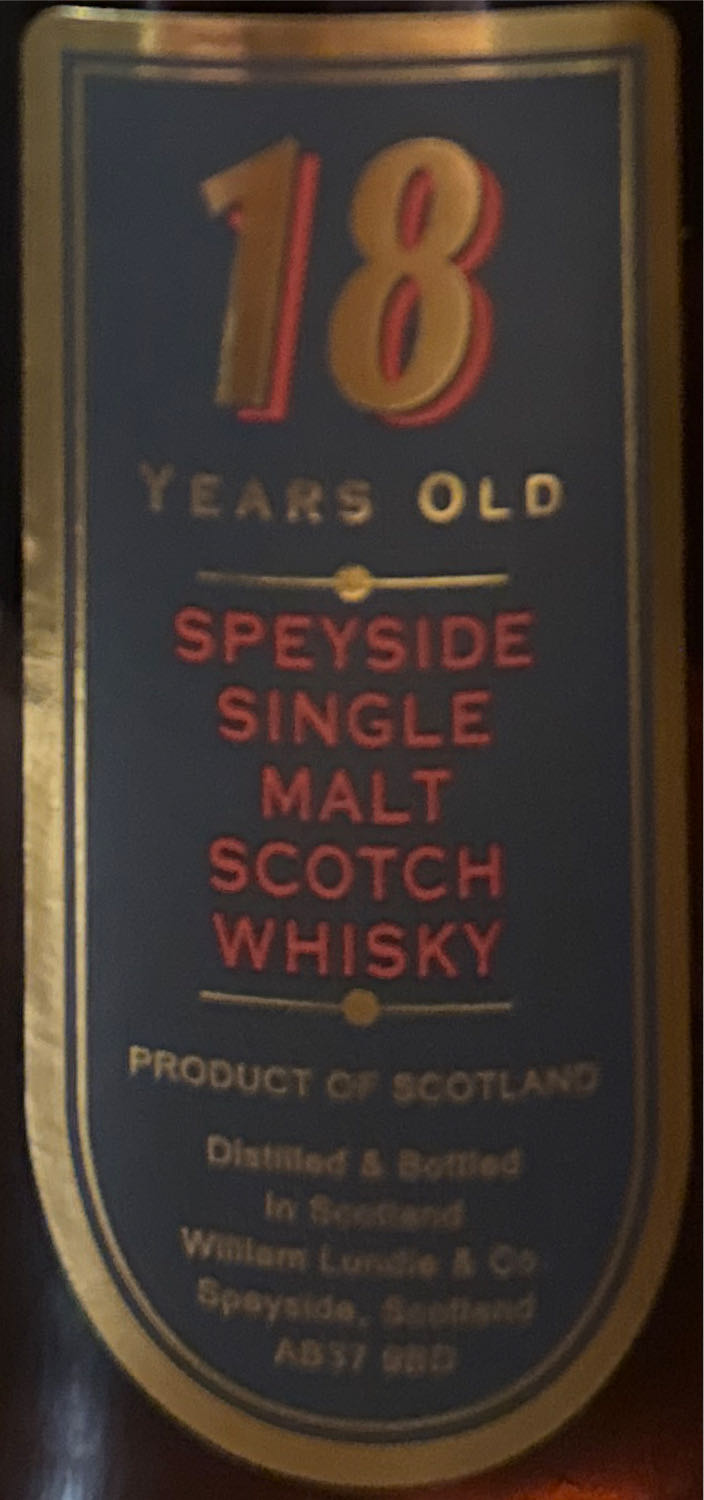 18
YEARS OLD
SPEYSIDE
SINGLE
MALT
SCOTCH
WHISKY
PRODUCT OF SCOTLAND
Distilled & Bottled
in Scotland
William Lundie & Co
Speyside, Scotland
AB37 9BD